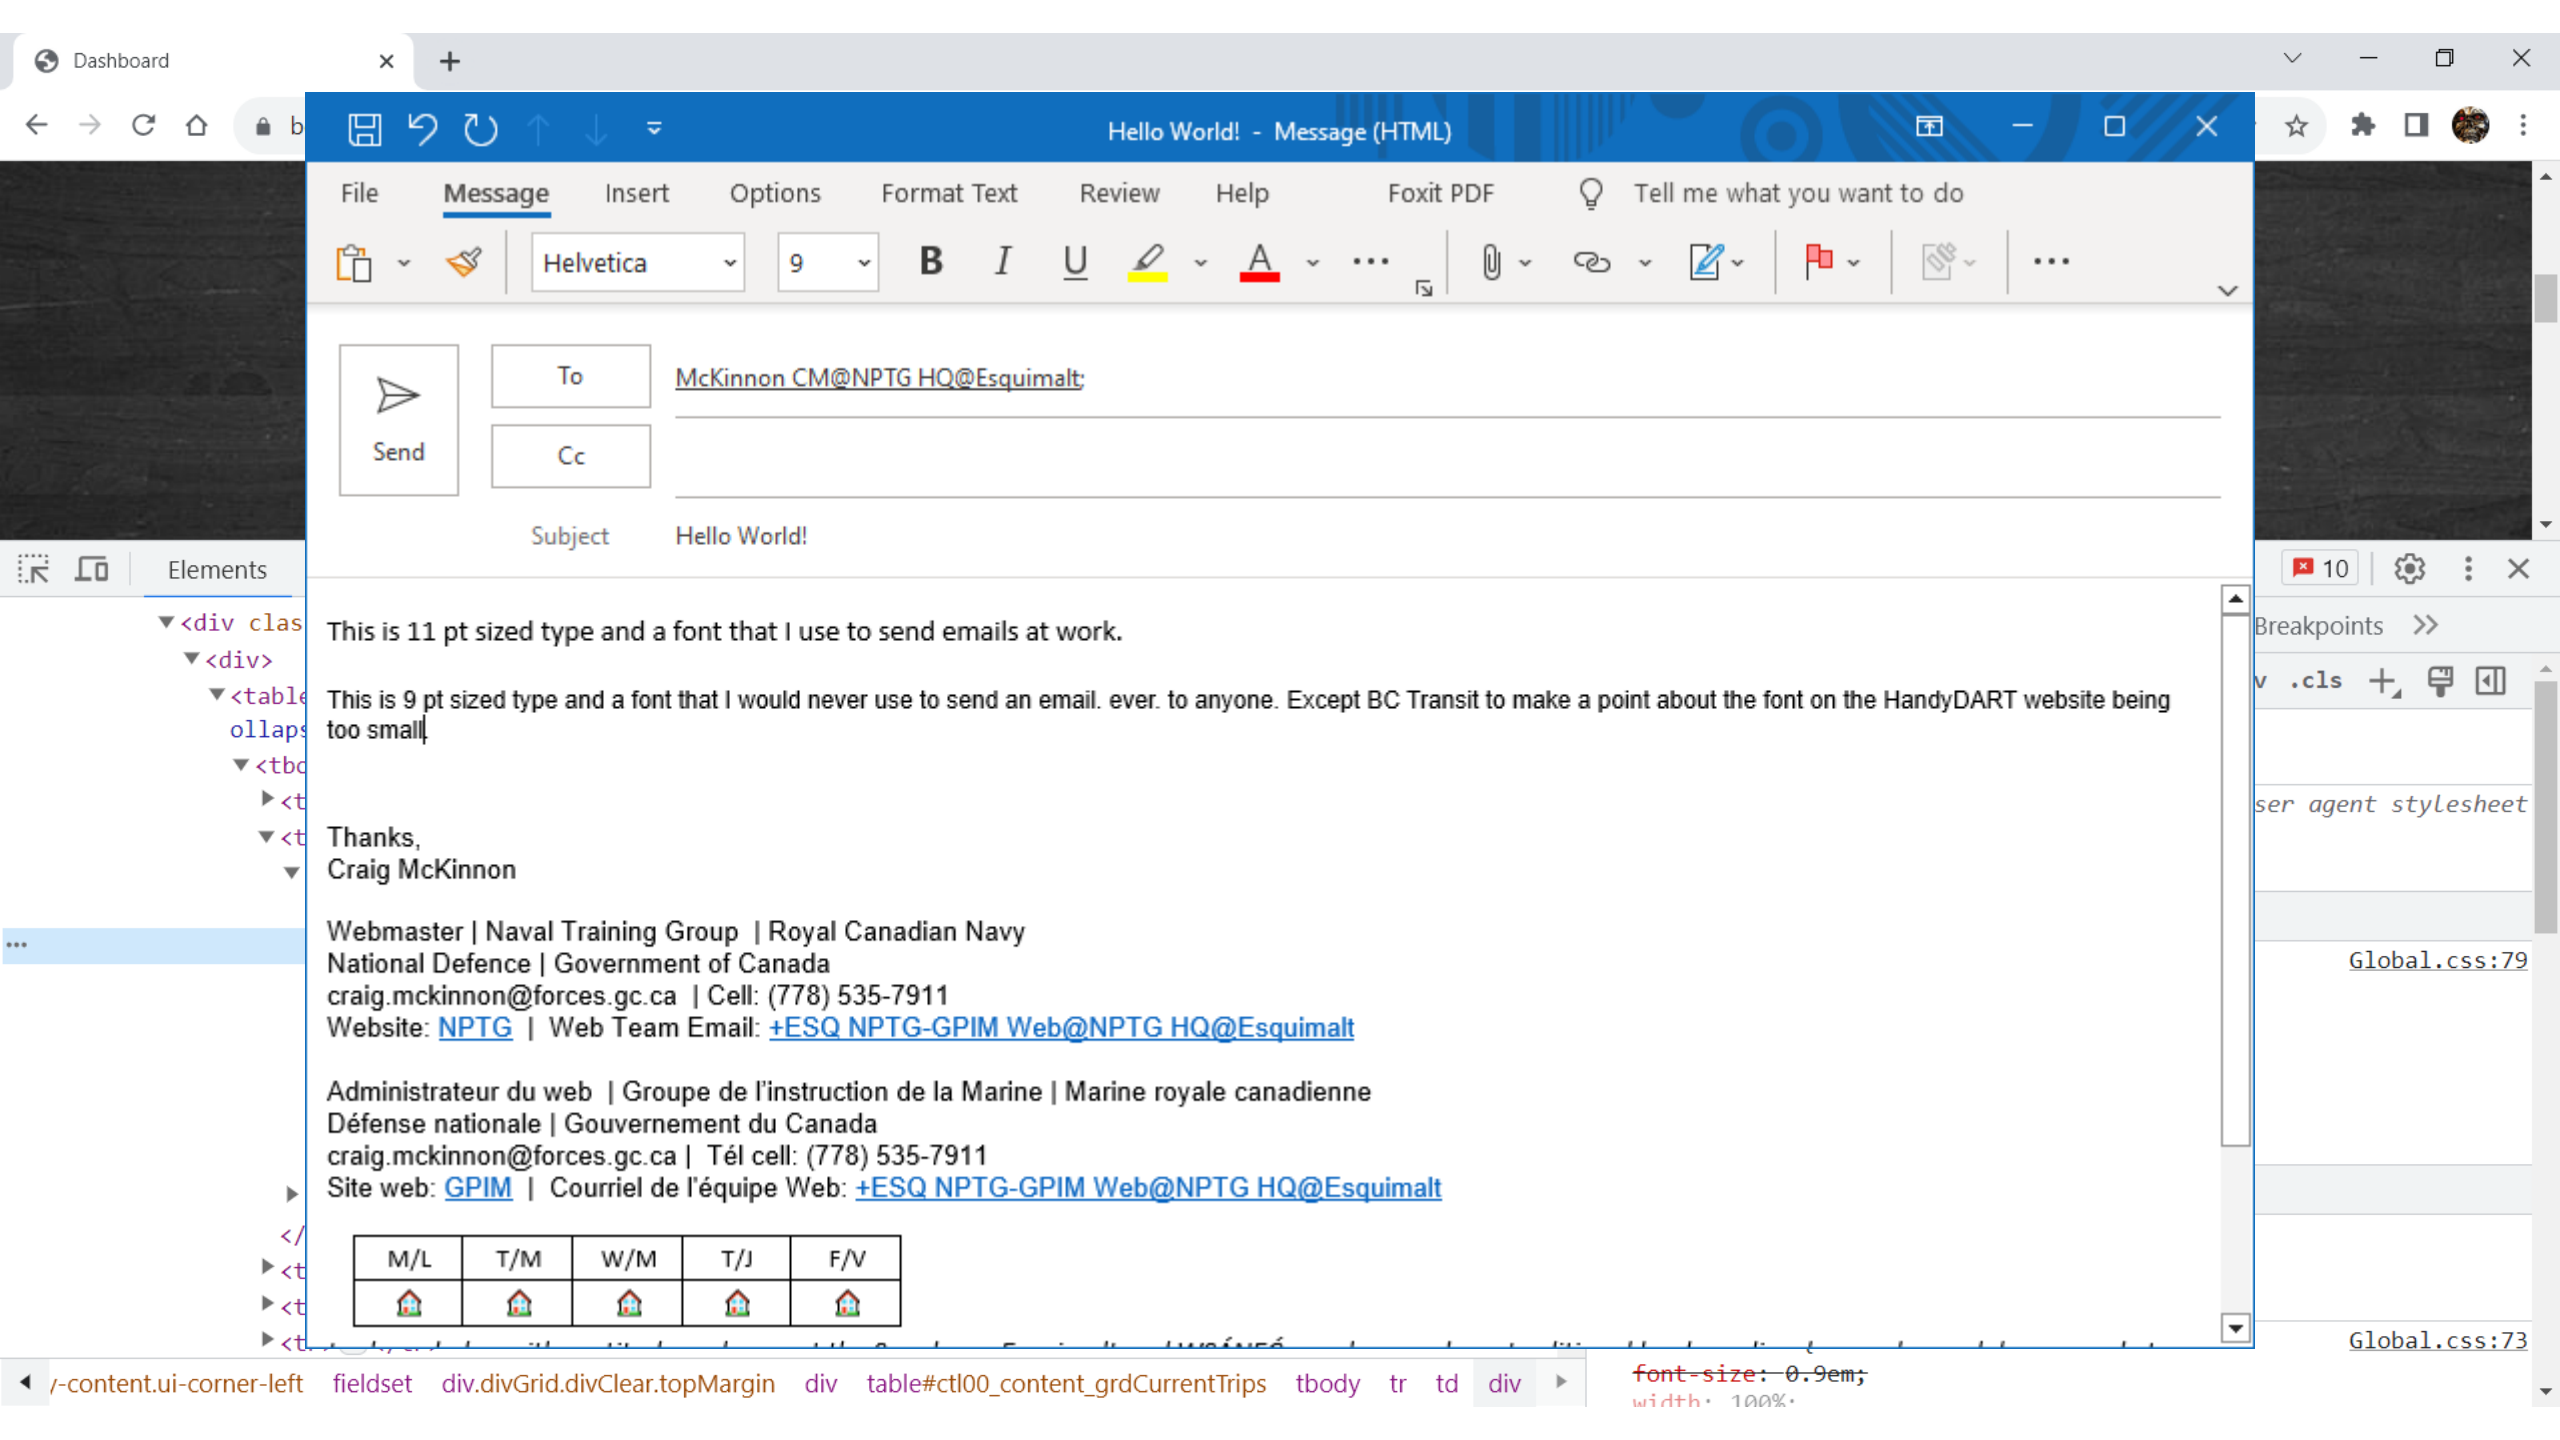 Dashboard
b
Hello World! - Message (HTML)
File Message Insert Options Format Text Review Help Foxit PDF Tell me what you want to do
Helvetica 9 B I U A
Send
To McKinnon CM@NPTG HQ@Esquimalt;
Cc
Subject Hello World!
Elements 10
Breakpoints
.cls
<div clas
<div>
<table
ollaps
<tbo
<t
<t
</
<t
<t
<t
This is 11 pt sized type and a font that I use to send emails at work.
This is 9 pt sized type and a font that I would never use to send an email. ever. to anyone. Except BC Transit to make a point about the font on the HandyDART website being
too small.
Thanks,
Craig McKinnon
Webmaster | Naval Training Group | Royal Canadian Navy
National Defence | Government of Canada
craig.mckinnon@forces.gc.ca | Cell: (778) 535-7911
Website: NPTG | Web Team Email: +ESQ NPTG-GPIM Web@NPTG HQ@Esquimalt
Administrateur du web | Groupe de l'instruction de la Marine | Marine royale canadienne
Défense nationale | Gouvernement du Canada
craig.mckinnon@forces.gc.ca | Tél cell: (778) 535-7911
Site web: GPIM | Courriel de l'équipe Web: +ESQ NPTG-GPIM Web@NPTG HQ@Esquimalt
M/L T/M W/M T/J F/V
ser agent stylesheet
Global.css:79
Global.css:73
font-size: 0.9em;
width: 100%;
y-content.ui-corner-left fieldset div.divGrid.divClear.topMargin div table#ctl00_content_grdCurrentTrips tbody tr td div